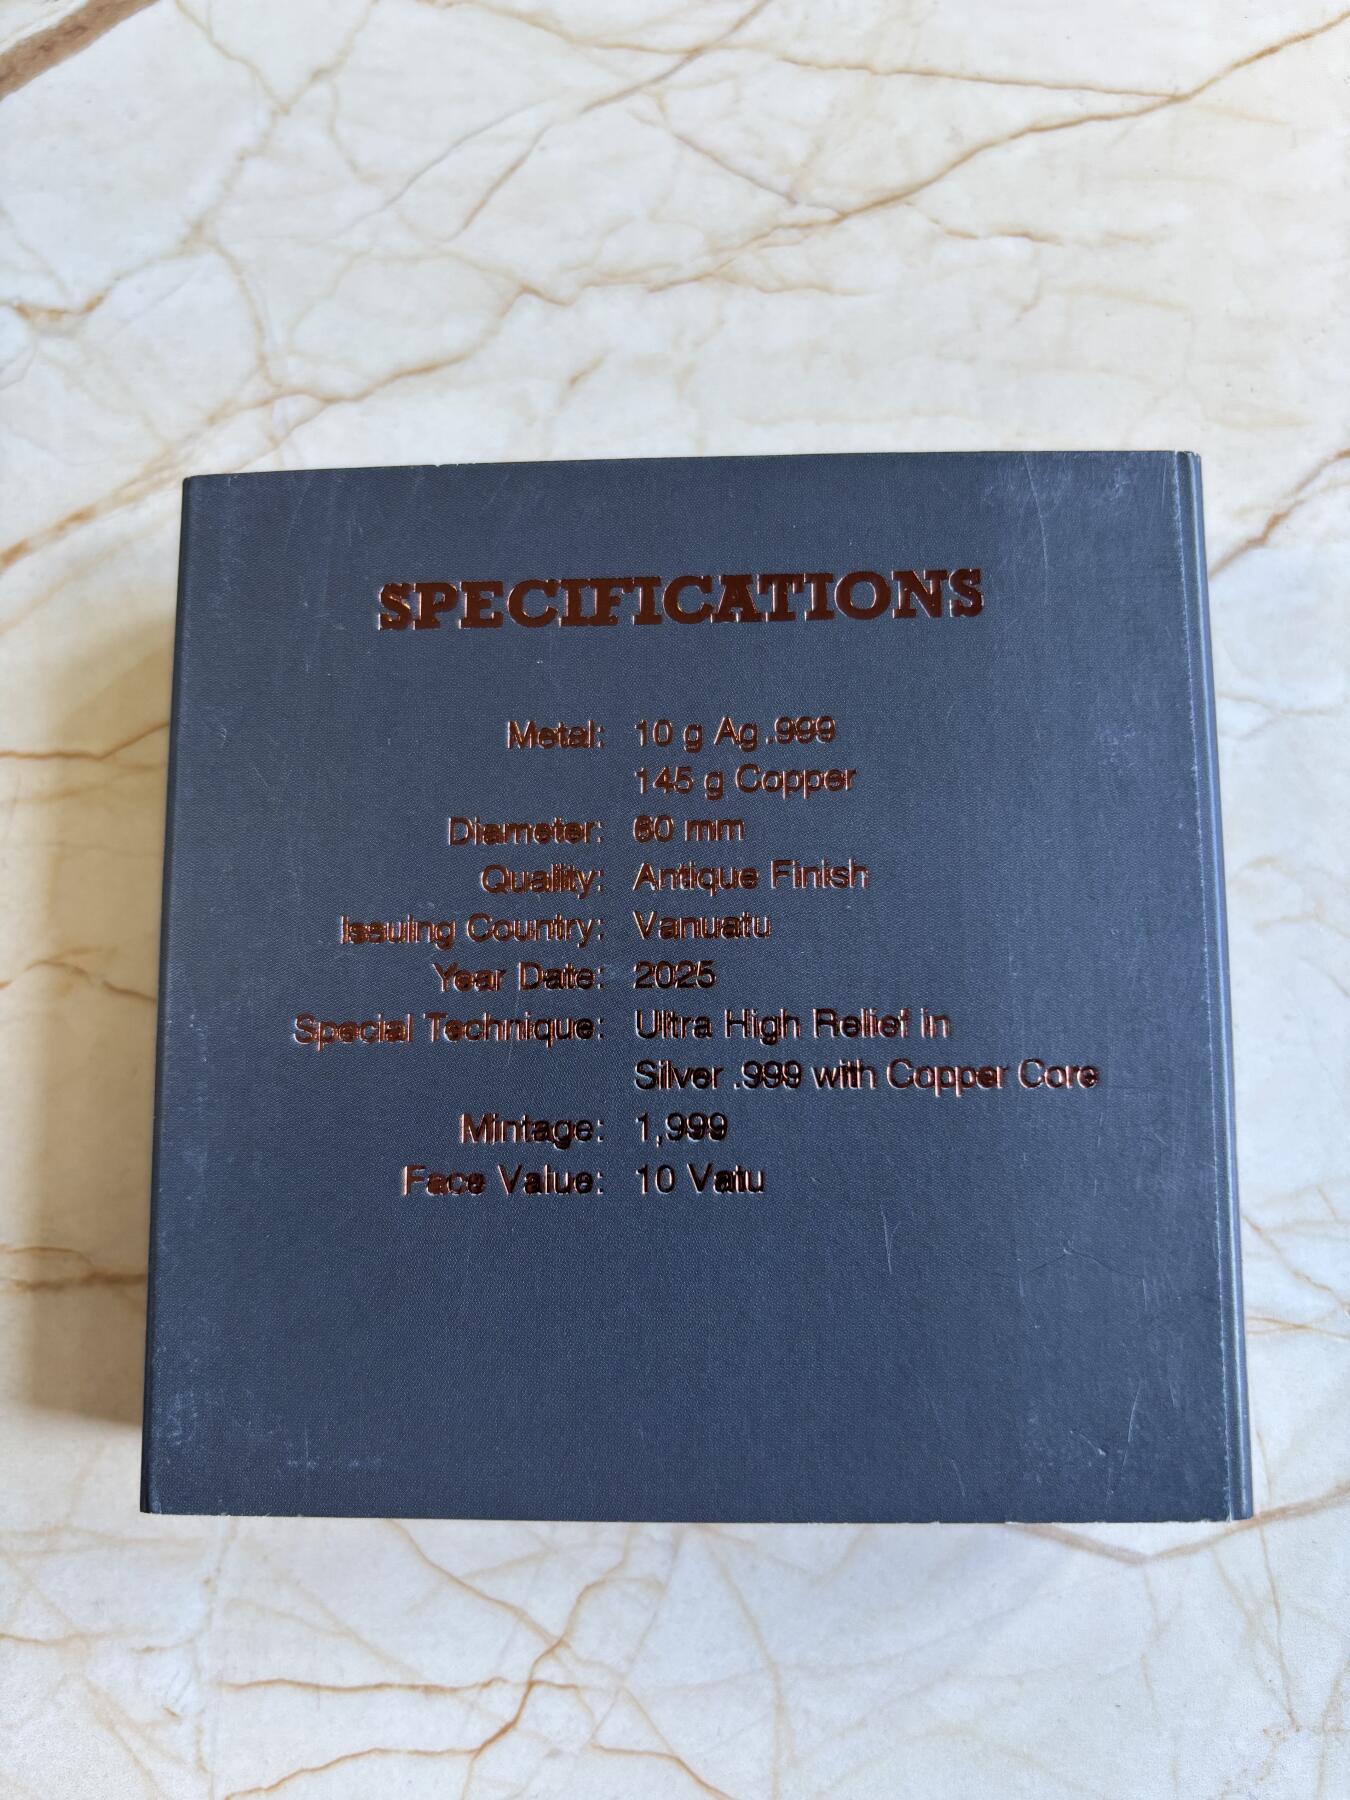 SPECIFICATIONS
Metal: 10 g Ag .999
145 g Copper
Diameter: 60 mm
Quality: Antique Finish
Issuing Country: Vanuatu
Year Date: 2025
Special Technique: Ultra High Relief in
Silver .999 with Copper Core
Mintage: 1,999
Face Value: 10 Vatu